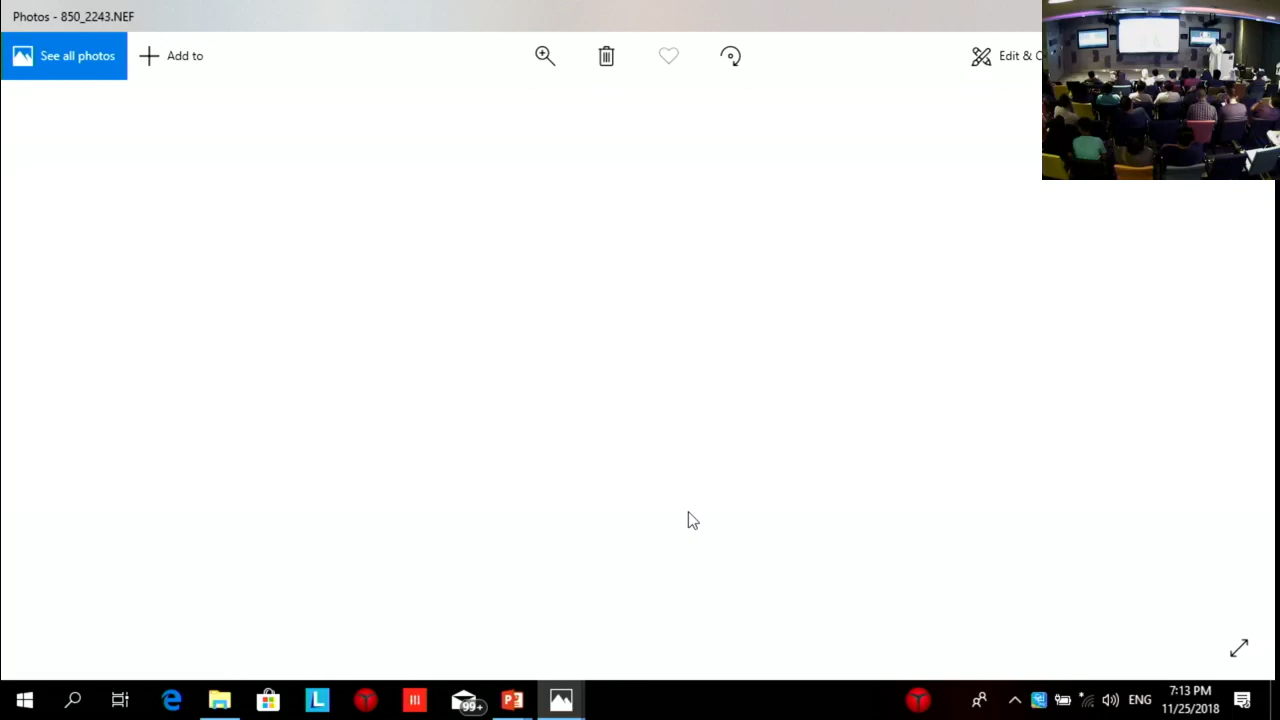 Photos - 850_2243.NEF
See all photos
Add to
Edit & C
L
99+
ENG
7:13 PM
11/25/2018